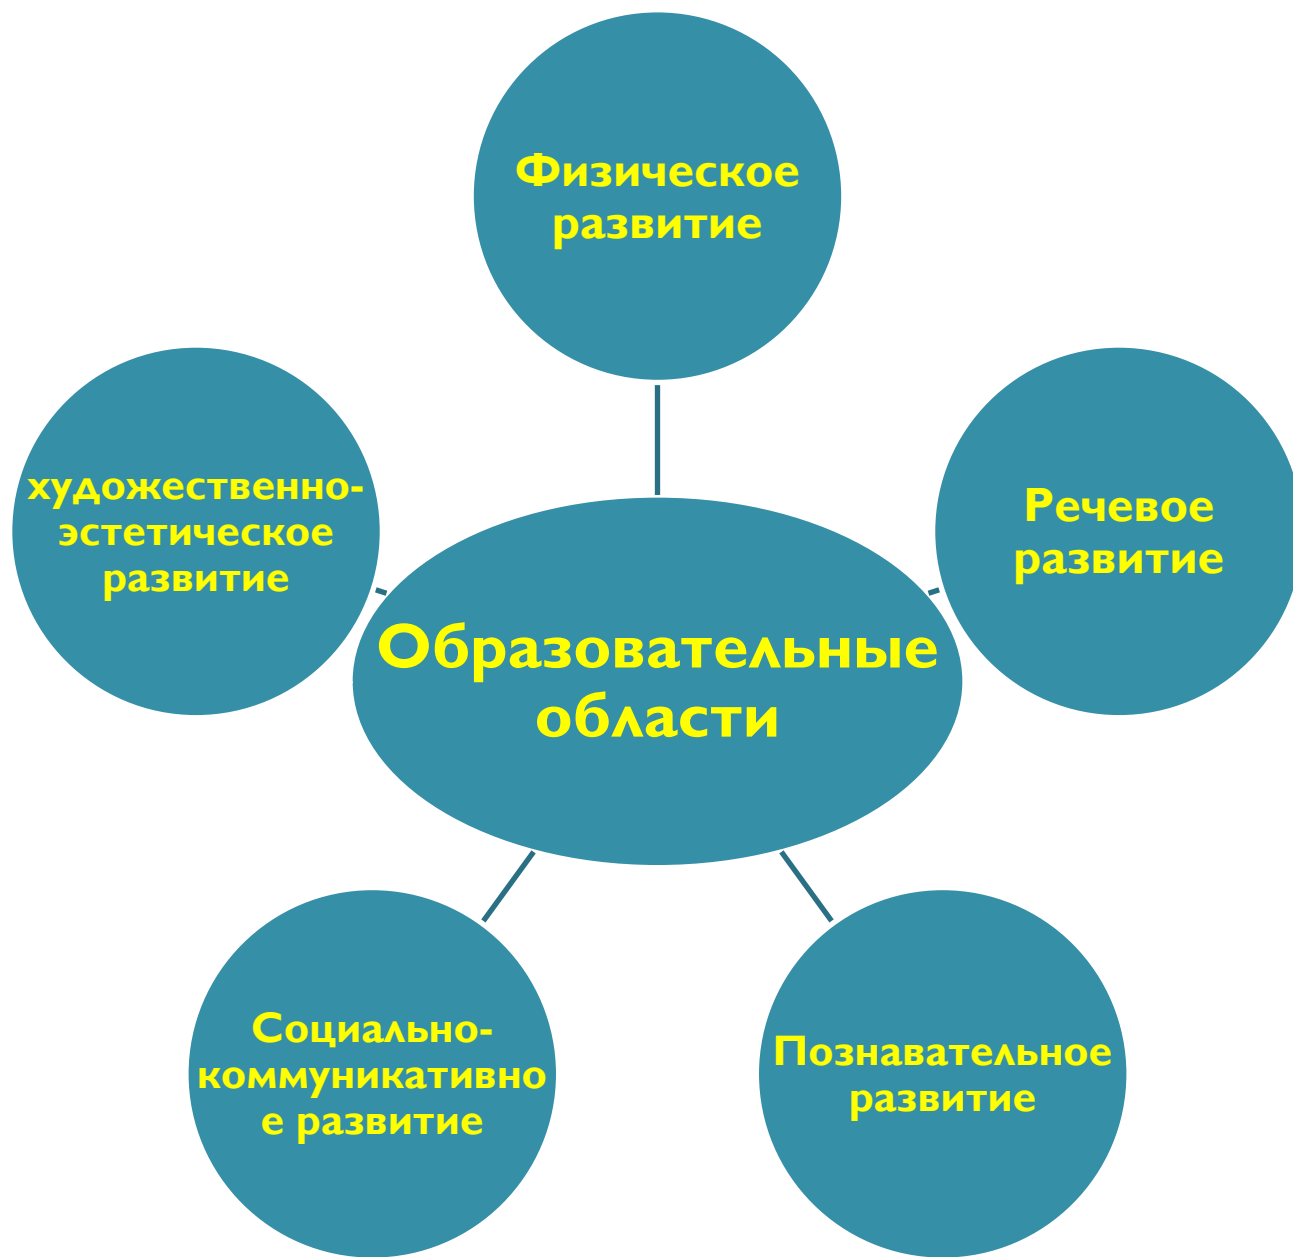 Физическое
развитие
художественно-
эстетическое
развитие
Речевое
развитие
Образовательные
области
Социально-
коммуникативно
е развитие
Познавательное
развитие